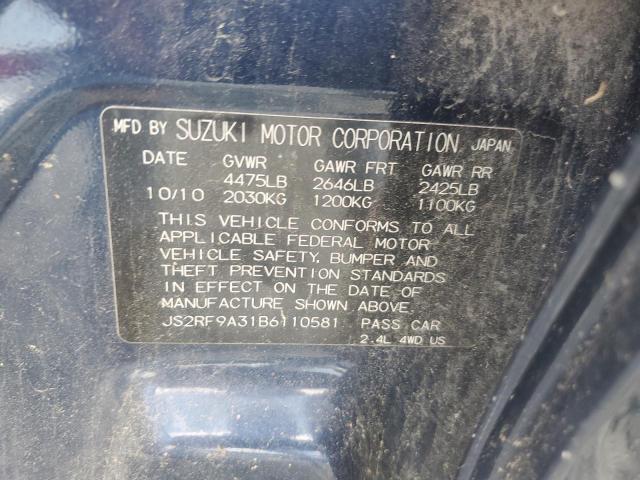 MFD BY SUZUKI MOTOR CORPORATION, JAPAN
DATE GVWR GAWR FRT GAWR RR
4475LB 2646LB 2425LB
10/10 2030KG 1200KG 1100KG
THIS VEHICLE CONFORMS TO ALL
APPLICABLE FEDERAL MOTOR
VEHICLE SAFETY, BUMPER AND
THEFT PREVENTION STANDARDS
IN EFFECT ON THE DATE OF
MANUFACTURE SHOWN ABOVE.
JS2RF9A31B6110581 PASS CAR
2.4L 4WD US